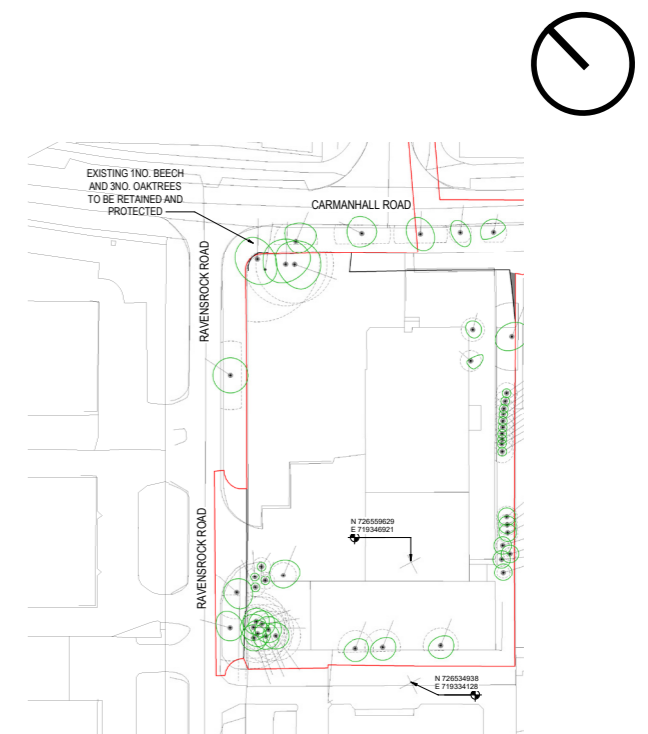 EXISTING 1NO. BEECH
AND 3NO. OAKTREES
TO BE RETAINED AND
PROTECTED
CARMANHALL ROAD
RAVENSROCK ROAD
RAVENSROCK ROAD
N 726559629
E 719346921
N 726534938
E 719334128